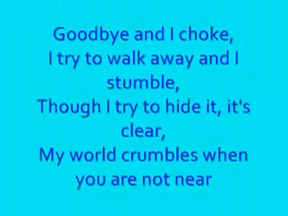 Goodbye and I choke,
I try to walk away and I
stumble,
Though I try to hide it, it's
clear,
My world crumbles when
you are not near